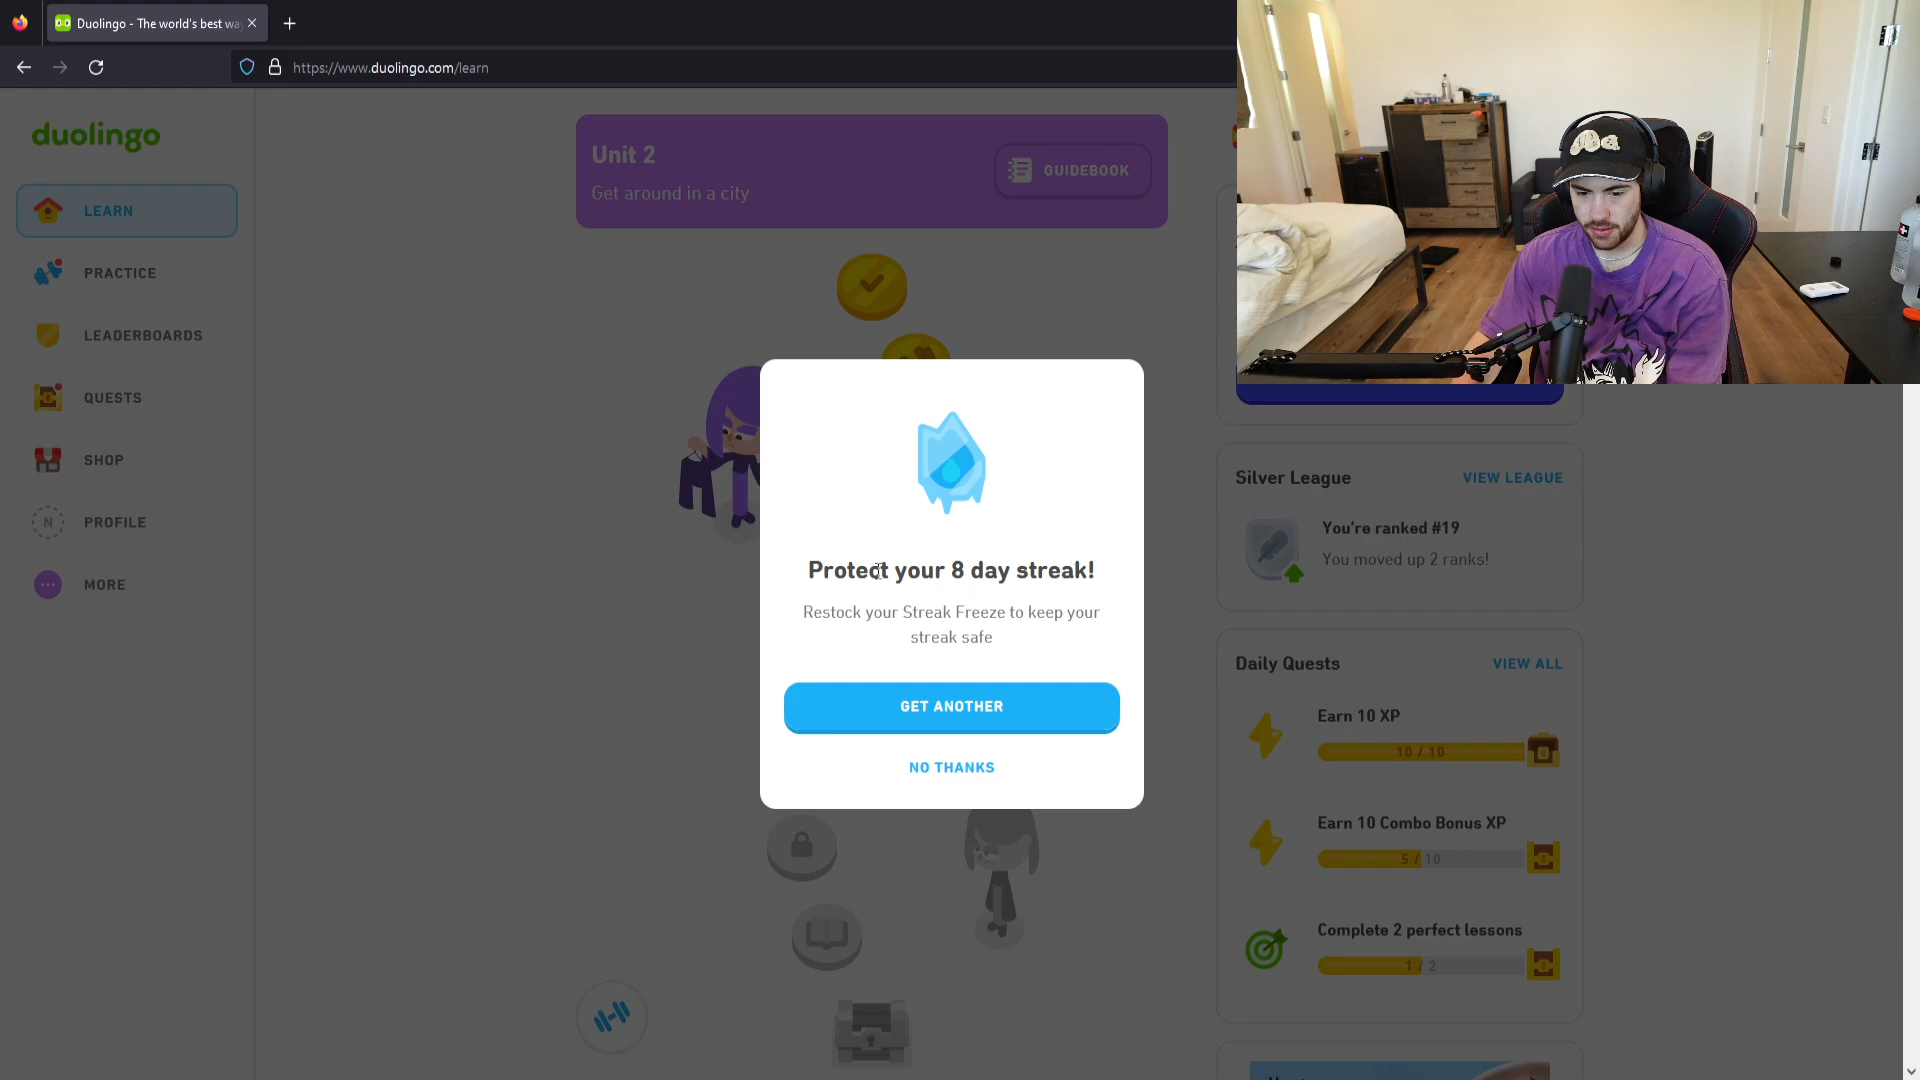 Duolingo - The world's best wa
https://www.duolingo.com/learn
duolingo
LEARN
PRACTICE
LEADERBOARDS
QUESTS
SHOP
N
PROFILE
MORE
Unit 2
Get around in a city
GUIDEBOOK
Protect your 8 day streak!
Restock your Streak Freeze to keep your
streak safe
GET ANOTHER
NO THANKS
Silver League
VIEW LEAGUE
You're ranked #19
You moved up 2 ranks!
Daily Quests
VIEW ALL
Earn 10 XP
10 / 10
Earn 10 Combo Bonus XP
5 / 10
Complete 2 perfect lessons
1 / 2